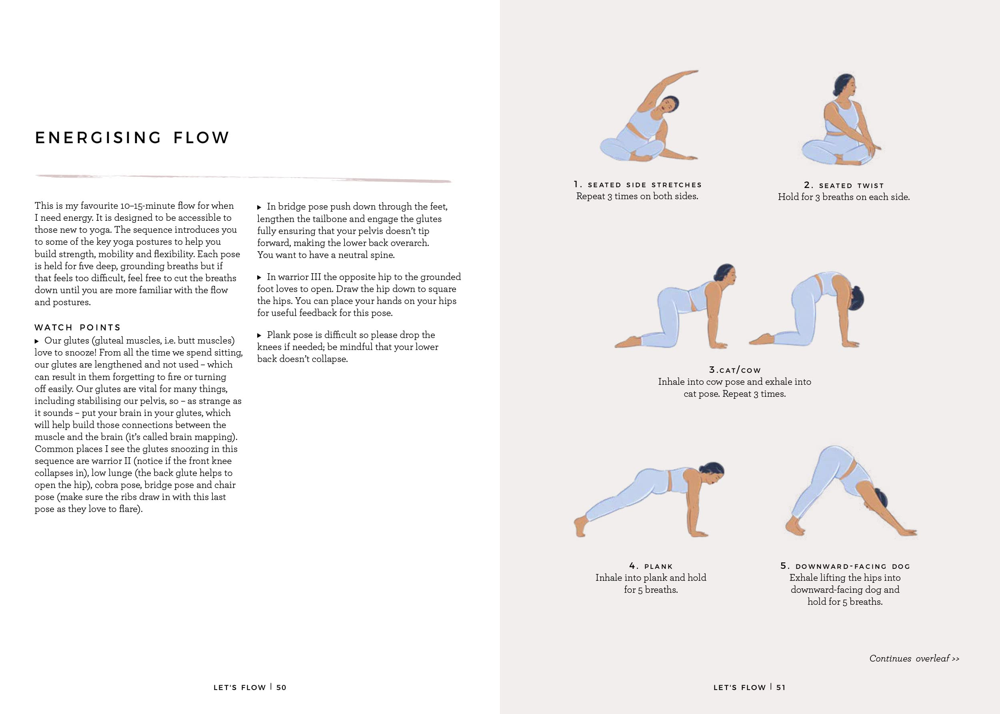 ENERGISING FLOW
This is my favourite 10–15-minute flow for when
I need energy. It is designed to be accessible to
those new to yoga. The sequence introduces you
to some of the key yoga postures to help you
build strength, mobility and flexibility. Each pose
is held for five deep, grounding breaths but if
that feels too difficult, feel free to cut the breaths
down until you are more familiar with the flow
and postures.
WATCH POINTS
▶ Our glutes (gluteal muscles, i.e. butt muscles)
love to snooze! From all the time we spend sitting,
our glutes are lengthened and not used – which
can result in them forgetting to fire or turning
off easily. Our glutes are vital for many things,
including stabilising our pelvis, so – as strange as
it sounds – put your brain in your glutes, which
will help build those connections between the
muscle and the brain (it’s called brain mapping).
Common places I see the glutes snoozing in this
sequence are warrior II (notice if the front knee
collapses in), low lunge (the back glute helps to
open the hip), cobra pose, bridge pose and chair
pose (make sure the ribs draw in with this last
pose as they love to flare).
▶ In bridge pose push down through the feet,
lengthen the tailbone and engage the glutes
fully ensuring that your pelvis doesn’t tip
forward, making the lower back overarch.
You want to have a neutral spine.
▶ In warrior III the opposite hip to the grounded
foot loves to open. Draw the hip down to square
the hips. You can place your hands on your hips
for useful feedback for this pose.
▶ Plank pose is difficult so please drop the
knees if needed; be mindful that your lower
back doesn’t collapse.
LET'S FLOW | 50
1. SEATED SIDE STRETCHES
Repeat 3 times on both sides.
2. SEATED TWIST
Hold for 3 breaths on each side.
3.CAT/COW
Inhale into cow pose and exhale into
cat pose. Repeat 3 times.
4. PLANK
Inhale into plank and hold
for 5 breaths.
5. DOWNWARD-FACING DOG
Exhale lifting the hips into
downward-facing dog and
hold for 5 breaths.
Continues overleaf >>
LET'S FLOW | 51